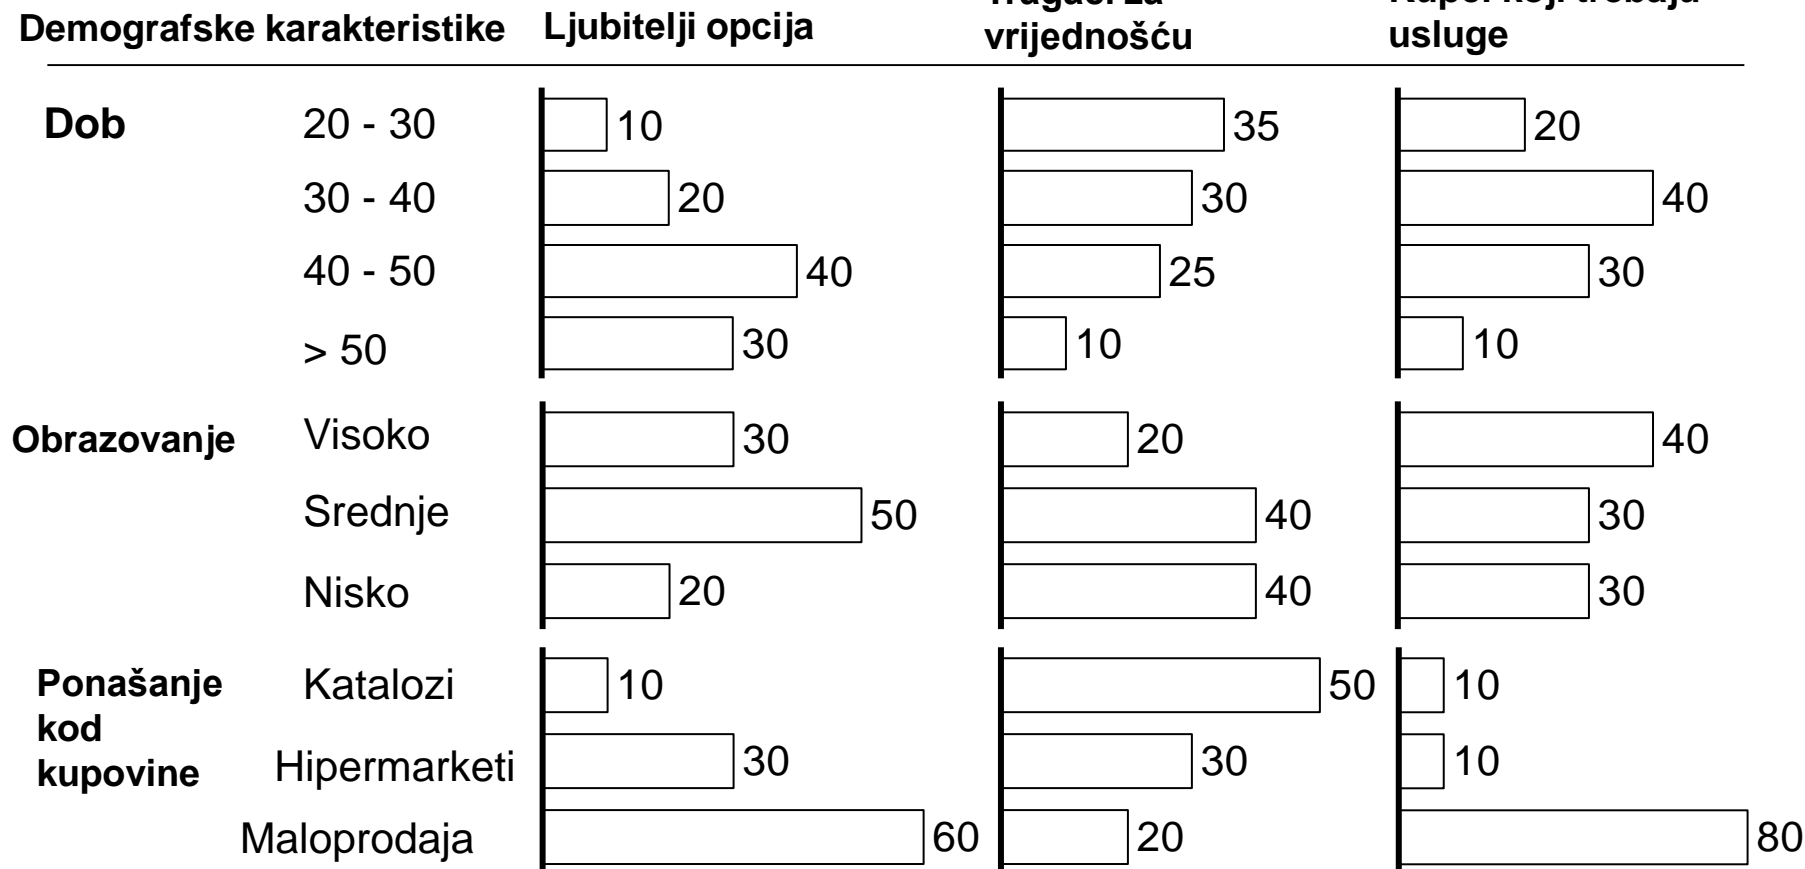 Demografske karakteristike Ljubitelji opcija
vrijednošću
usluge
Dob 20 - 30 10 35 20
30 - 40 20 30 40
40 - 50 40 25 30
> 50 30 10 10
Obrazovanje Visoko 30 20 40
Srednje 50 40 30
Nisko 20 40 30
Ponašanje Katalozi 10 50 10
kod
kupovine Hipermarketi 30 30 10
Maloprodaja 60 20 80